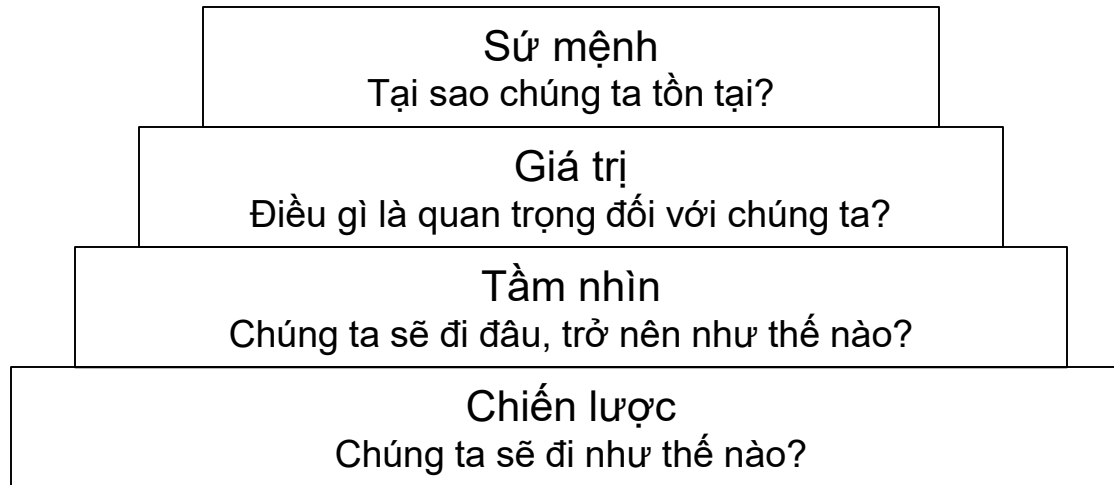 Sứ mệnh
Tại sao chúng ta tồn tại?
Giá trị
Điều gì là quan trọng đối với chúng ta?
Tầm nhìn
Chúng ta sẽ đi đâu, trở nên như thế nào?
Chiến lược
Chúng ta sẽ đi như thế nào?